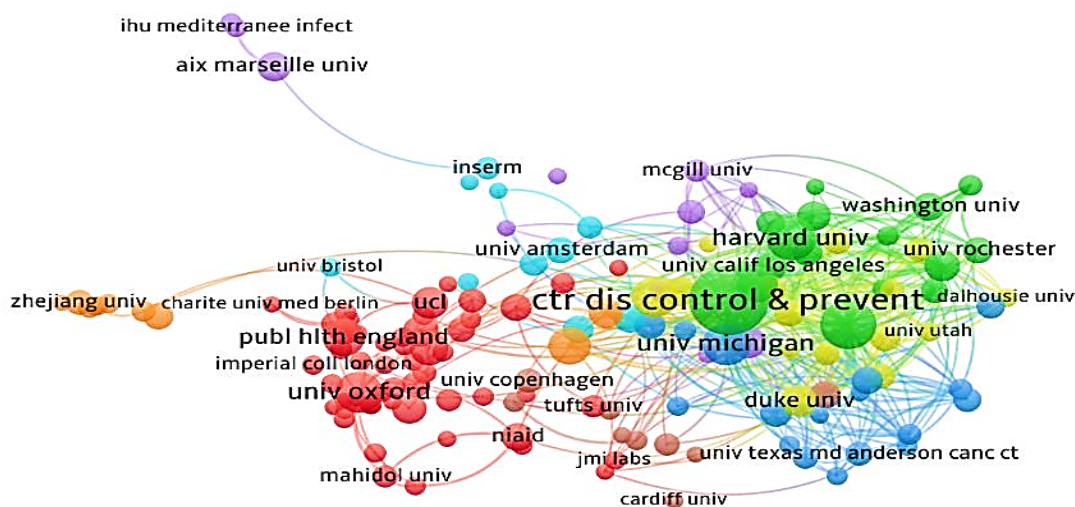 ihu mediterranee infect
aix marseille univ
inserm
mcgill univ
washington univ
harvard univ
univ amsterdam
univ rochester
univ bristol
univ calif los angeles
zhejiang univ
charite univ med berlin
ucl
ctr dis control & prevent
dalhousie univ
publ hlth england
univ michigan
univ utah
imperial coll london
univ copenhagen
univ oxford
tufts univ
duke univ
niaid
mahidol univ
jmi labs
univ texas md anderson canc ct
cardiff univ